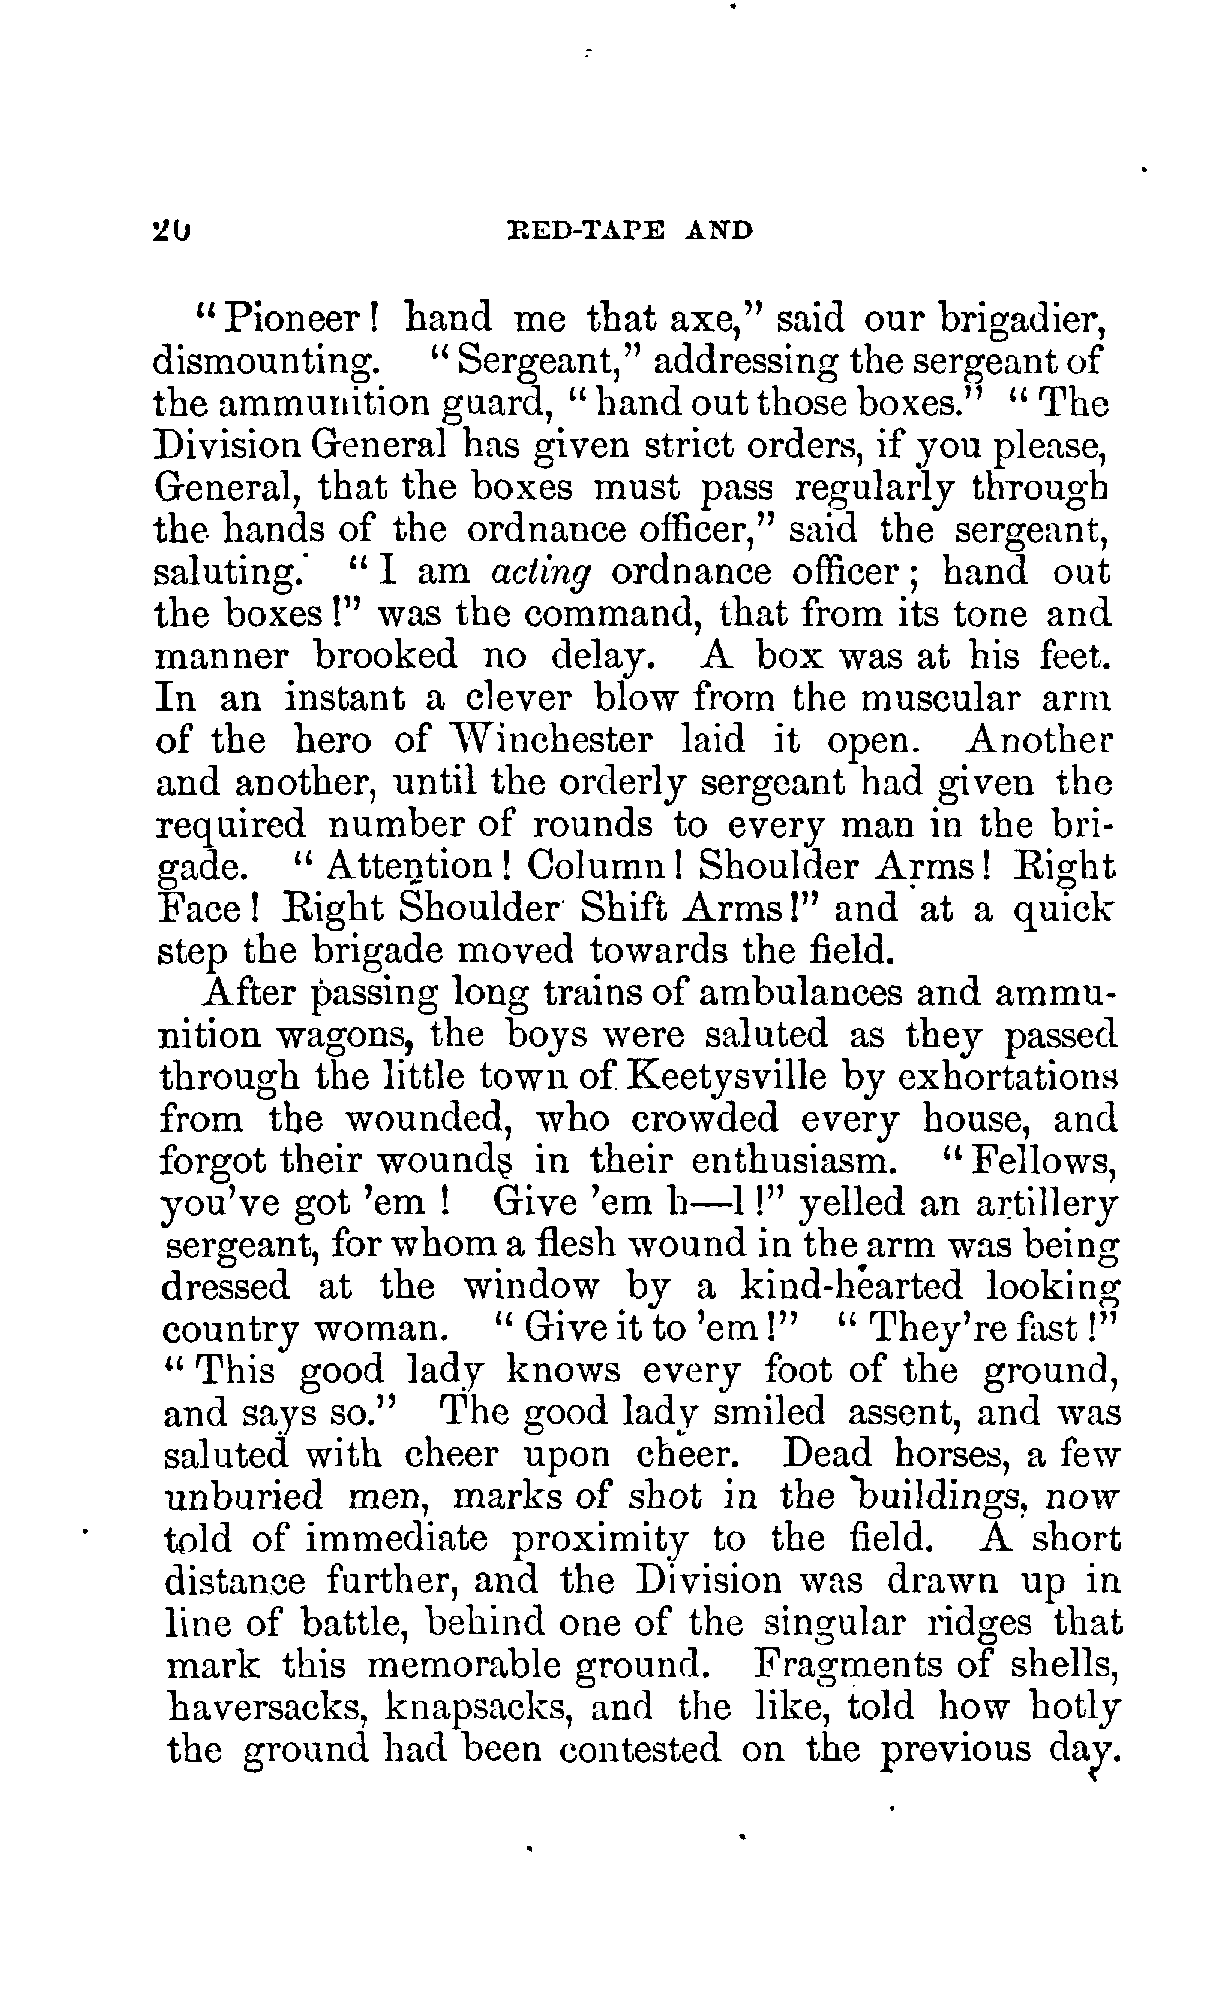 20 RED-TAPE AND
"Pioneer! hand me that axe," said our brigadier,
dismounting. "Sergeant," addressing the sergeant of
the ammunition guard, "hand out those boxes." "The
Division General has given strict orders, if you please,
General, that the boxes must pass regularly through
the hands of the ordnance officer," said the sergeant,
saluting. "I am acting ordnance officer; hand out
the boxes!" was the command, that from its tone and
manner brooked no delay. A box was at his feet.
In an instant a clever blow from the muscular arm
of the hero of Winchester laid it open. Another
and another, until the orderly sergeant had given the
required number of rounds to every man in the bri-
gade. "Attention! Column! Shoulder Arms! Right
Face! Right Shoulder Shift Arms!" and at a quick
step the brigade moved towards the field.
After passing long trains of ambulances and ammu-
nition wagons, the boys were saluted as they passed
through the little town of Keetysville by exhortations
from the wounded, who crowded every house, and
forgot their wounds in their enthusiasm. "Fellows,
you've got 'em! Give 'em h—l!" yelled an artillery
sergeant, for whom a flesh wound in the arm was being
dressed at the window by a kind-hearted looking
country woman. "Give it to 'em!" "They're fast!"
"This good lady knows every foot of the ground,
and says so." The good lady smiled assent, and was
saluted with cheer upon cheer. Dead horses, a few
unburied men, marks of shot in the buildings, now
told of immediate proximity to the field. A short
distance further, and the Division was drawn up in
line of battle, behind one of the singular ridges that
mark this memorable ground. Fragments of shells,
haversacks, knapsacks, and the like, told how hotly
the ground had been contested on the previous day.